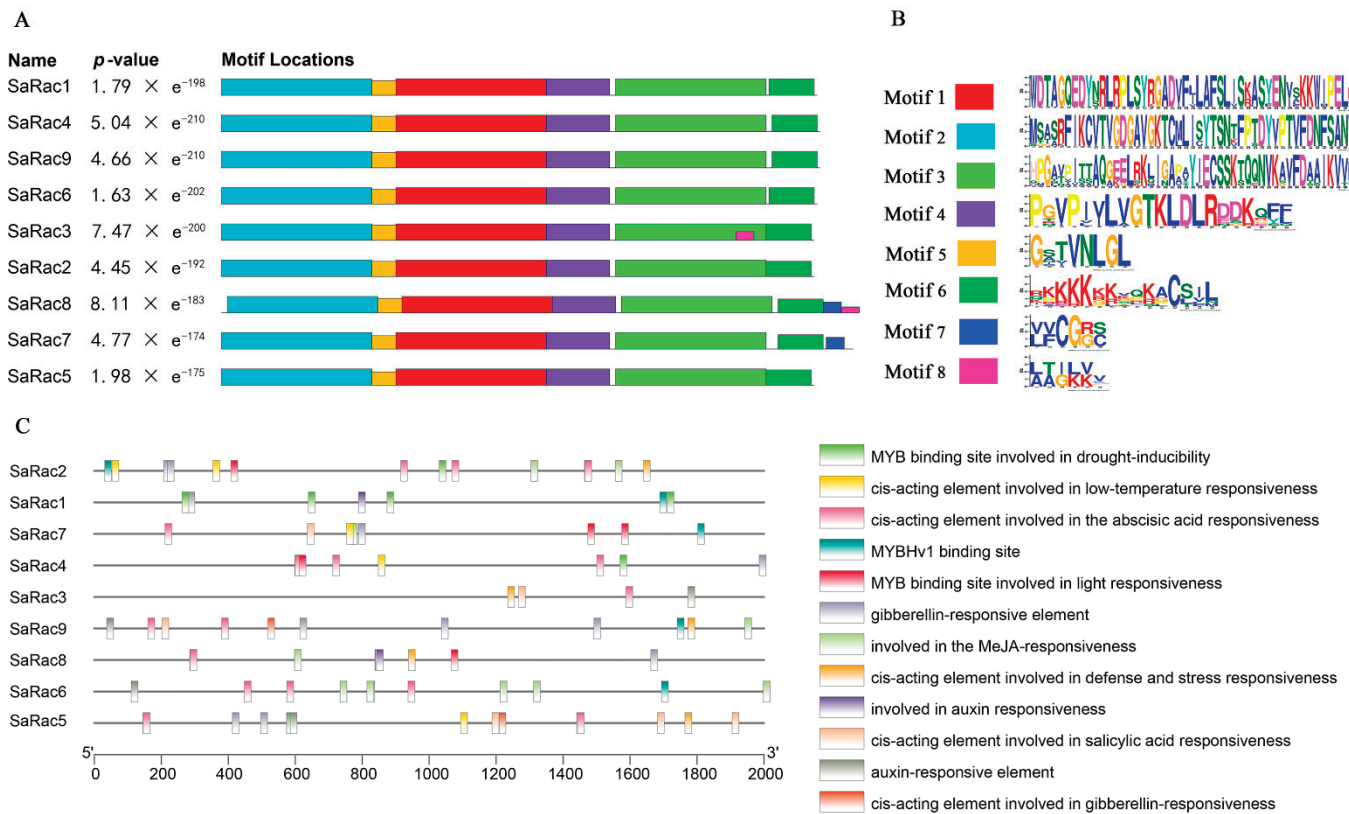 A
Name p-value Motif Locations
SaRac1 1.79 × e−198
SaRac4 5.04 × e−210
SaRac9 4.66 × e−210
SaRac6 1.63 × e−202
SaRac3 7.47 × e−200
SaRac2 4.45 × e−192
SaRac8 8.11 × e−183
SaRac7 4.77 × e−174
SaRac5 1.98 × e−175
B
Motif 1
Motif 2
Motif 3
Motif 4
Motif 5
Motif 6
Motif 7
Motif 8
C
SaRac2
SaRac1
SaRac7
SaRac4
SaRac3
SaRac9
SaRac8
SaRac6
SaRac5
5' 3'
0 200 400 600 800 1000 1200 1400 1600 1800 2000
MYB binding site involved in drought-inducibility
cis-acting element involved in low-temperature responsiveness
cis-acting element involved in the abscisic acid responsiveness
MYBHv1 binding site
MYB binding site involved in light responsiveness
gibberellin-responsive element
involved in the MeJA-responsiveness
cis-acting element involved in defense and stress responsiveness
involved in auxin responsiveness
cis-acting element involved in salicylic acid responsiveness
auxin-responsive element
cis-acting element involved in gibberellin-responsiveness